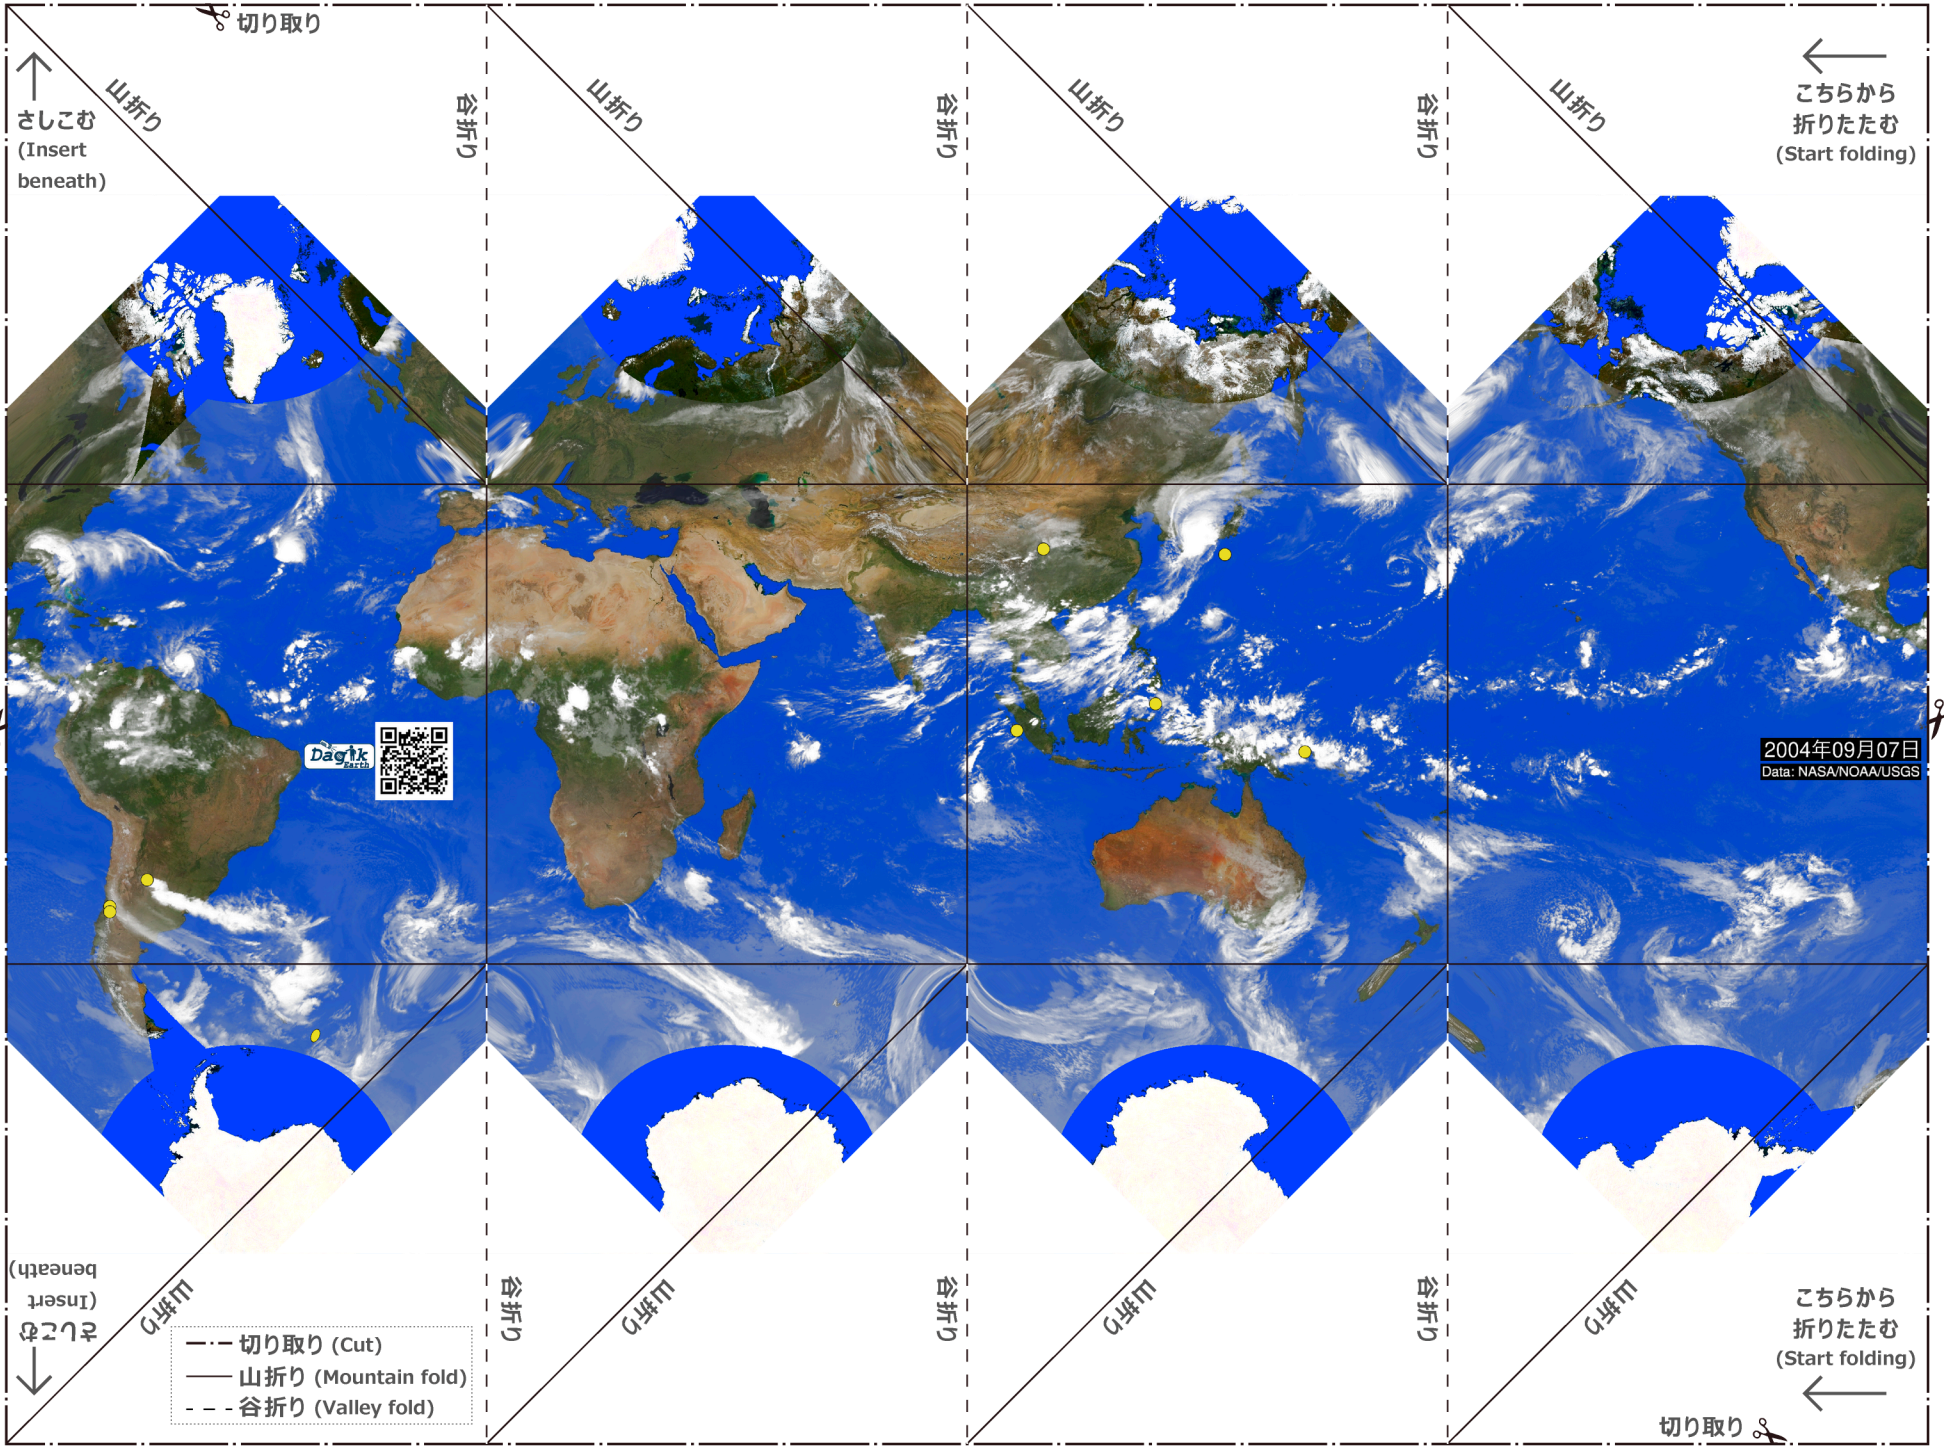 切り取り
山折り
谷折り
山折り
谷折り
山折り
谷折り
山折り
さしこむ
(Insert
beneath)
こちらから
折りたたむ
(Start folding)
Dagik
Earth
2004年09月07日
Data: NASA/NOAA/USGS
さしこむ
(Insert
beneath)
山折り
谷折り
山折り
谷折り
山折り
谷折り
山折り
こちらから
折りたたむ
(Start folding)
切り取り (Cut)
山折り (Mountain fold)
谷折り (Valley fold)
切り取り